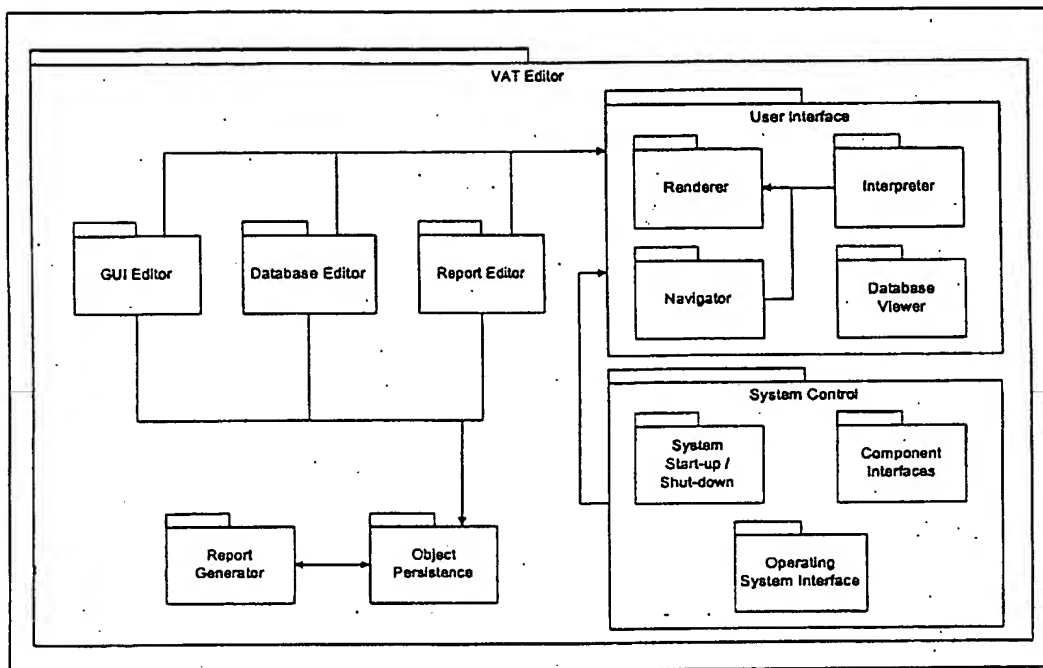 VAT Editor
User Interface
Renderer
Interpreter
GUI Editor
Database Editor
Report Editor
Navigator
Database
Viewer
System Control
System
Start-up /
Shut-down
Component
Interfaces
Report
Generator
Object
Persistance
Operating
System Interface